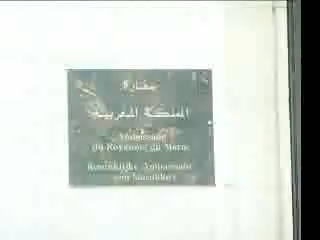 سفارة
المملكة المغربية
Ambassade
du Royaume du Maroc
Koninklijke Ambassade
van Marokko